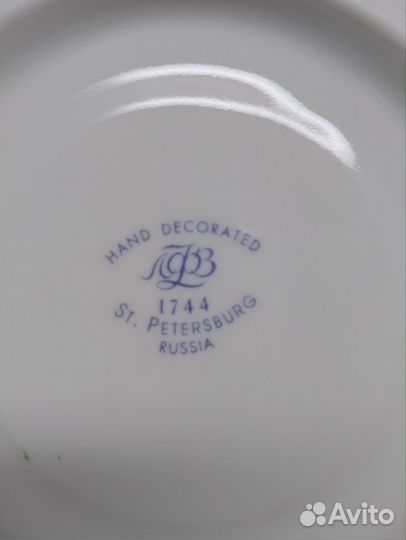 HAND DECORATED
ЛФЗ
1744
ST. PETERSBURG
RUSSIA
Avito